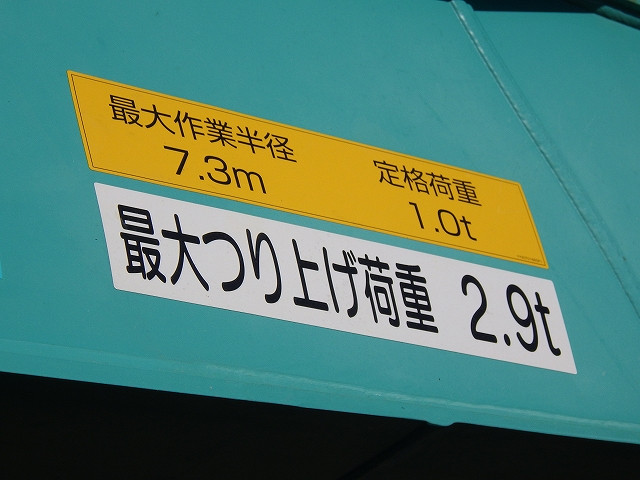 最大作業半径 定格荷重
7.3m 1.0t
最大つり上げ荷重 2.9t